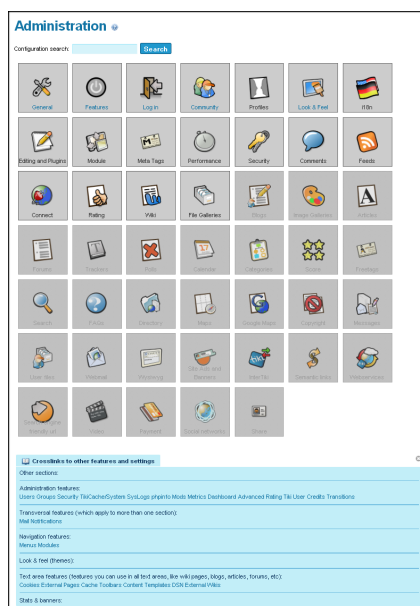 Administration
Configuration search: Search
General Features Log in Community Profiles Look & Feel i18n
Editing and Plugins Module Meta Tags Performance Security Comments Feeds
Connect Rating Wiki File Galleries Blogs Image Galleries Articles
Forums Trackers Polls Calendar Categories Score Freetags
Search FAQs Directory Maps Google Maps Copyright Messages
User files Webmail Site Ads and InterTiki Semantic links Webservices
Banners
Search Engine
friendly url Video Payment Social networks Share
Crosslinks to other features and settings
Other sections:
Administration features:
Users Groups Security TikiCache/System SysLogs phpinfo Mods Metrics Dashboard Advanced Rating Tiki User Credits Transitions
Transversal features (which apply to more than one section):
Mail Notifications
Navigation features:
Menus Modules
Look & feel (themes):
Text area features (features you can use in all text areas, like wiki pages, blogs, articles, forums, etc):
Cookies External Pages Cache Toolbars Content Templates DSN External Wikis
Stats & banners: